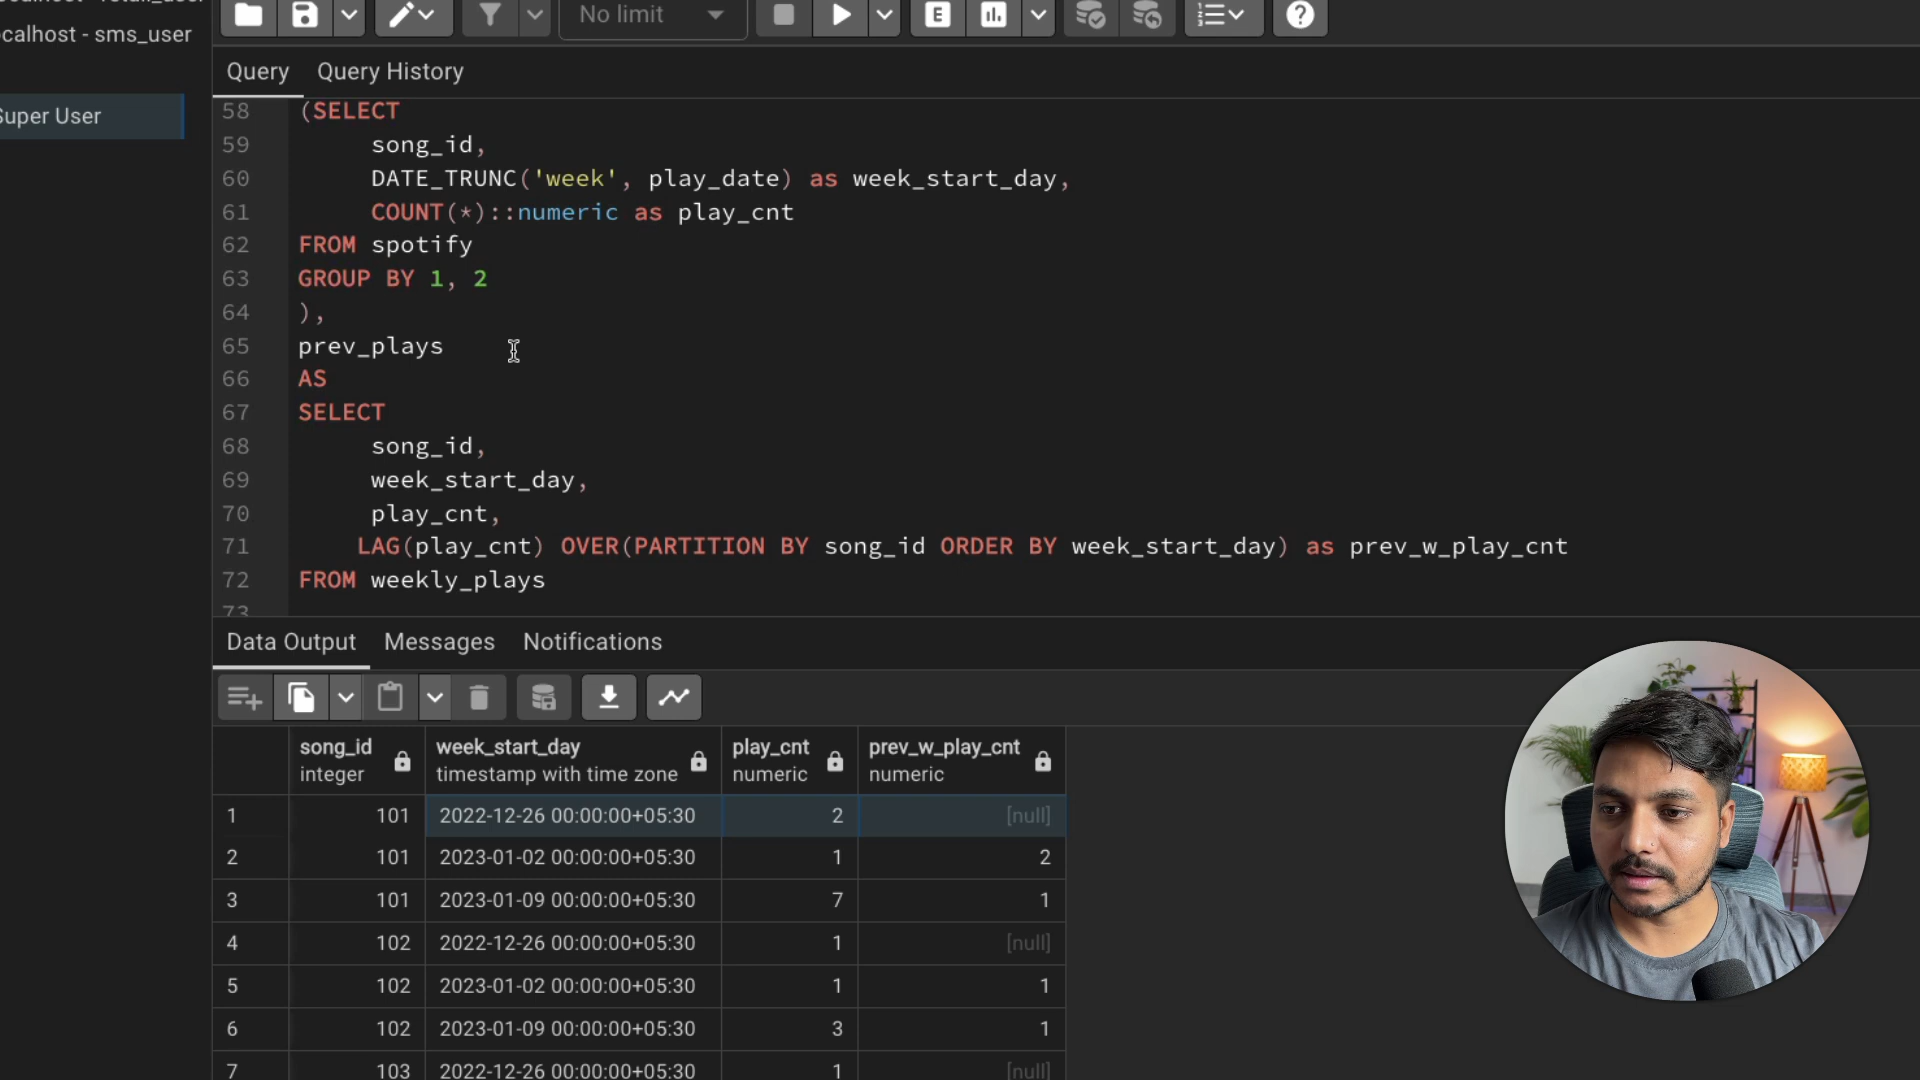 calhost - sms_user
Super User
No limit
E
Query Query History
58 (SELECT
59 song_id,
60 DATE_TRUNC('week', play_date) as week_start_day,
61 COUNT(*)::numeric as play_cnt
62 FROM spotify
63 GROUP BY 1, 2
64 ),
65 prev_plays
66 AS
67 SELECT
68 song_id,
69 week_start_day,
70 play_cnt,
71 LAG(play_cnt) OVER(PARTITION BY song_id ORDER BY week_start_day) as prev_w_play_cnt
72 FROM weekly_plays
73
Data Output Messages Notifications
song_id week_start_day play_cnt prev_w_play_cnt
integer timestamp with time zone numeric numeric
1 101 2022-12-26 00:00:00+05:30 2 [null]
2 101 2023-01-02 00:00:00+05:30 1 2
3 101 2023-01-09 00:00:00+05:30 7 1
4 102 2022-12-26 00:00:00+05:30 1 [null]
5 102 2023-01-02 00:00:00+05:30 1 1
6 102 2023-01-09 00:00:00+05:30 3 1
7 103 2022-12-26 00:00:00+05:30 1 [null]